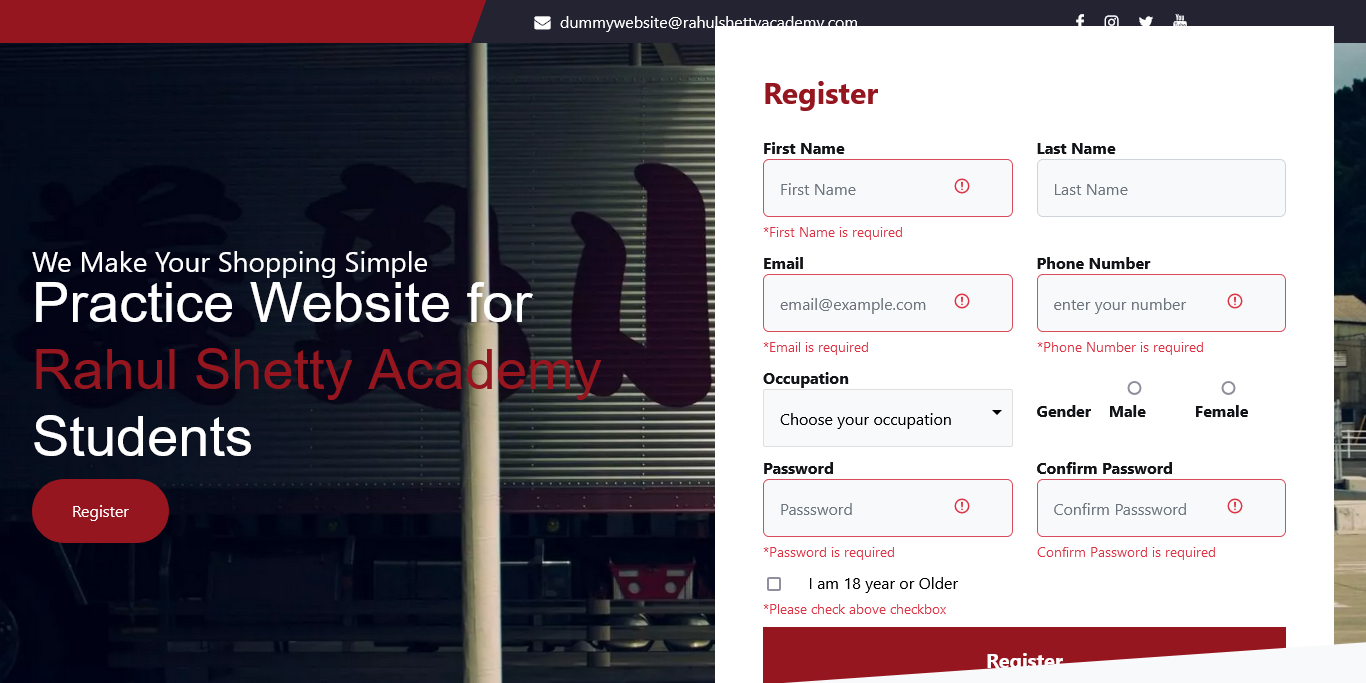 dummywebsite@rahulshettyacademy.com
We Make Your Shopping Simple
Practice Website for
Rahul Shetty Academy
Students
Register
Register
First Name
Last Name
First Name
Last Name
*First Name is required
Email
Phone Number
email@example.com
enter your number
*Email is required
*Phone Number is required
Occupation
Choose your occupation
Gender
Male
Female
Password
Confirm Password
Passsword
Confirm Passsword
*Password is required
Confirm Password is required
I am 18 year or Older
*Please check above checkbox
Register